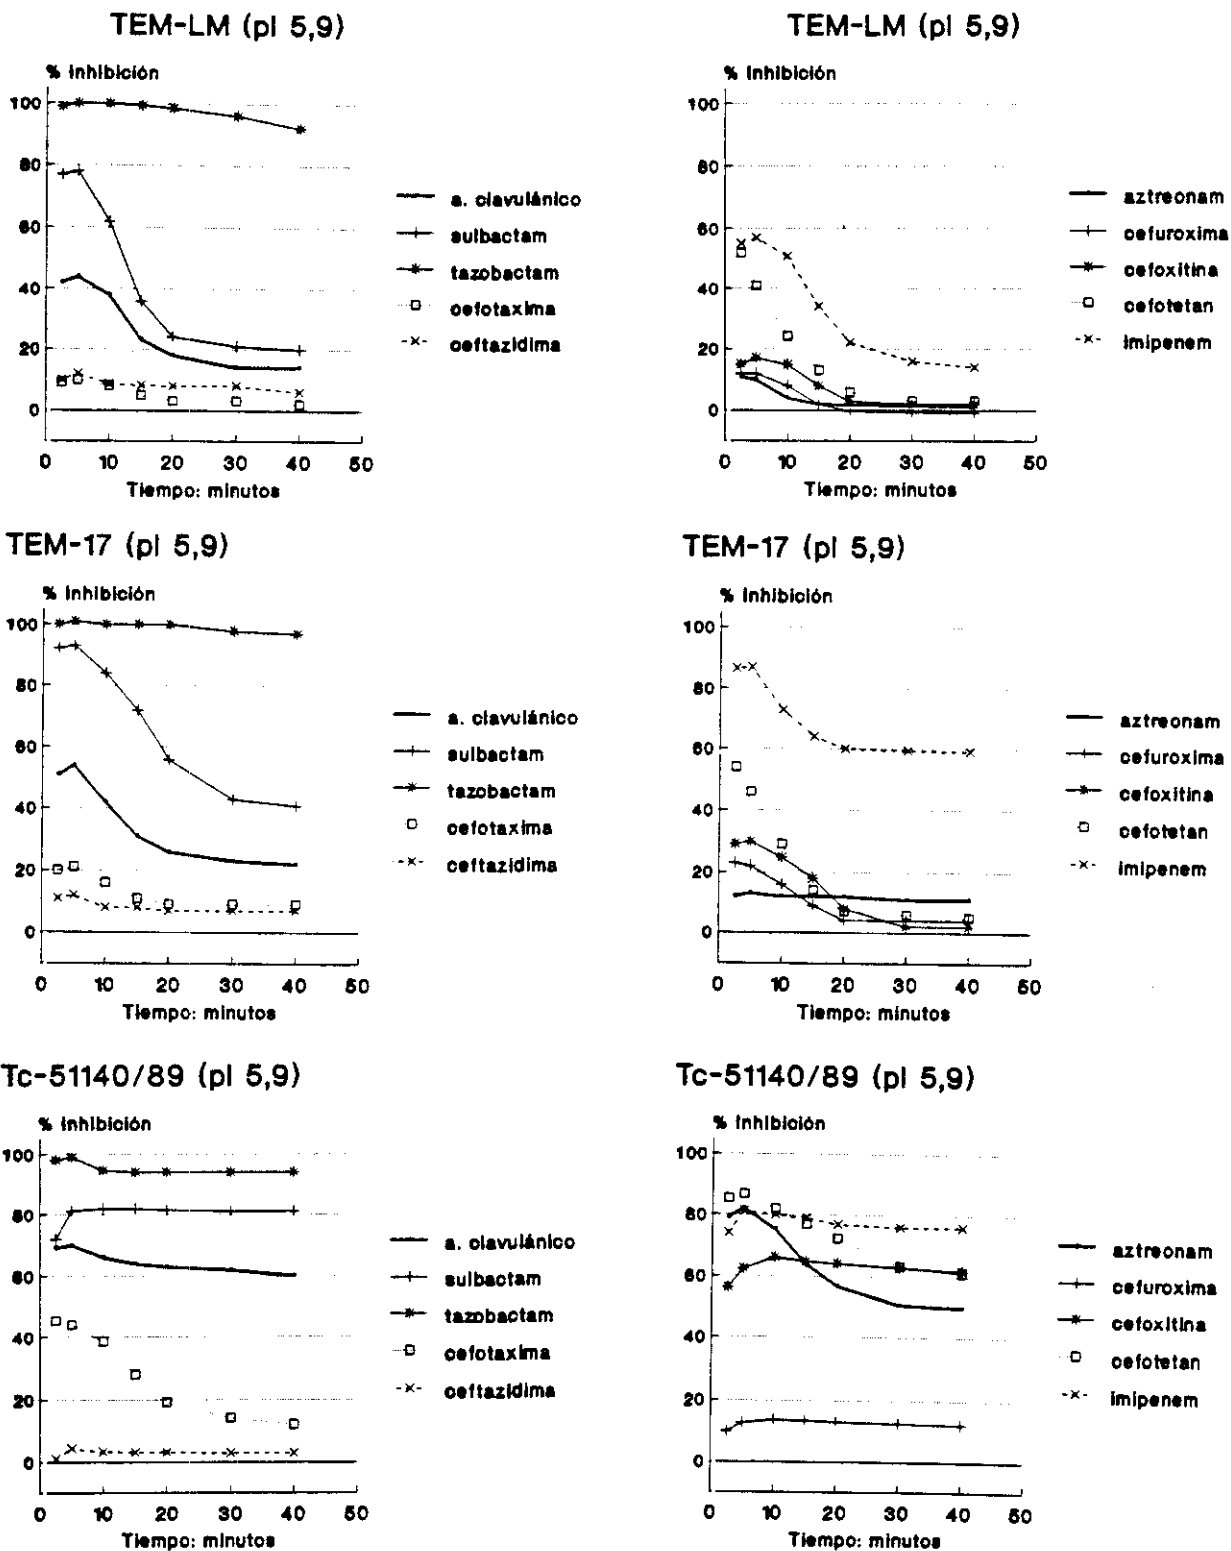 TEM-LM (pI 5,9)
% Inhibición
100
80
60
40
20
0
0 10 20 30 40 50
Tiempo: minutos
a. clavulánico
sulbactam
tazobactam
cefotaxima
ceftazidima
TEM-LM (pI 5,9)
% Inhibición
100
80
60
40
20
0
0 10 20 30 40 50
Tiempo: minutos
aztreonam
cefuroxima
cefoxitina
cefotetan
imipenem
TEM-17 (pI 5,9)
% Inhibición
100
80
60
40
20
0
0 10 20 30 40 50
Tiempo: minutos
a. clavulánico
sulbactam
tazobactam
cefotaxima
ceftazidima
TEM-17 (pI 5,9)
% Inhibición
100
80
60
40
20
0
0 10 20 30 40 50
Tiempo: minutos
aztreonam
cefuroxima
cefoxitina
cefotetan
imipenem
Tc-51140/89 (pI 5,9)
% Inhibición
100
80
60
40
20
0
0 10 20 30 40 50
Tiempo: minutos
a. clavulánico
sulbactam
tazobactam
cefotaxima
ceftazidima
Tc-51140/89 (pI 5,9)
% Inhibición
100
80
60
40
20
0
0 10 20 30 40 50
Tiempo: minutos
aztreonam
cefuroxima
cefoxitina
cefotetan
imipenem